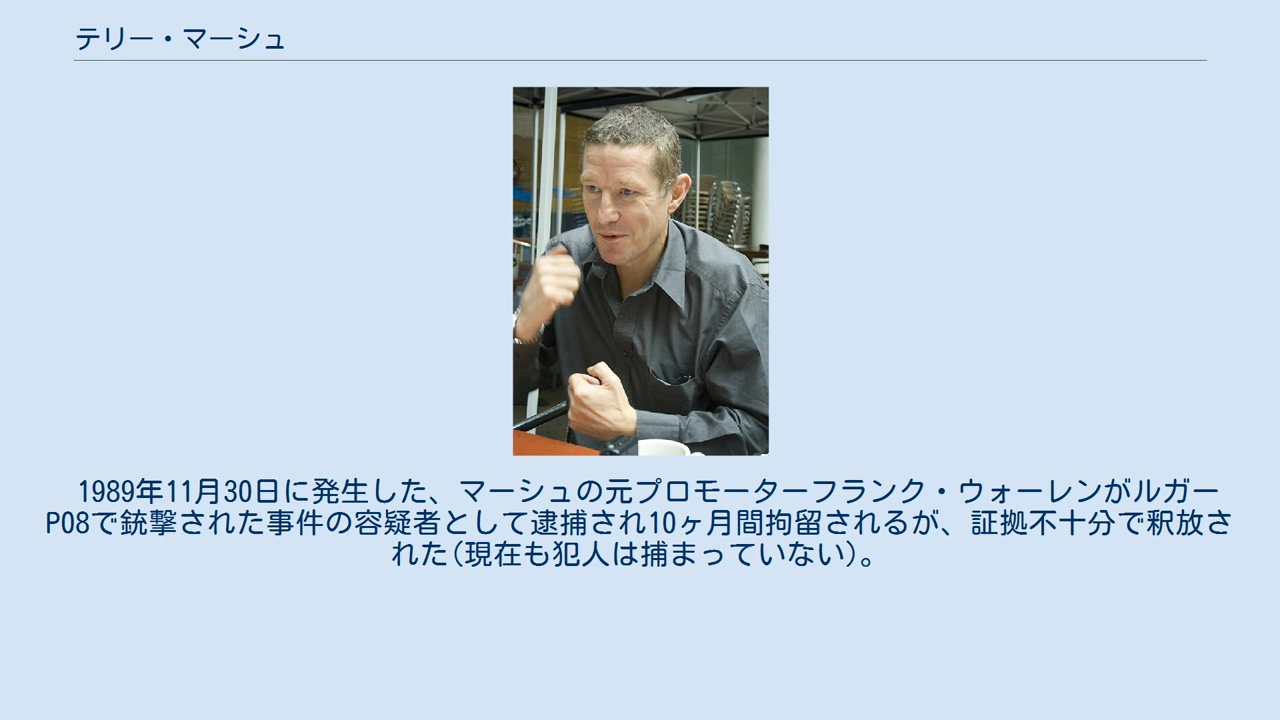 テリー・マーシュ
1989年11月30日に発生した、マーシュの元プロモーターフランク・ウォーレンがルガー
P08で銃撃された事件の容疑者として逮捕され10ヶ月間拘留されるが、証拠不十分で釈放さ
れた(現在も犯人は捕まっていない)。